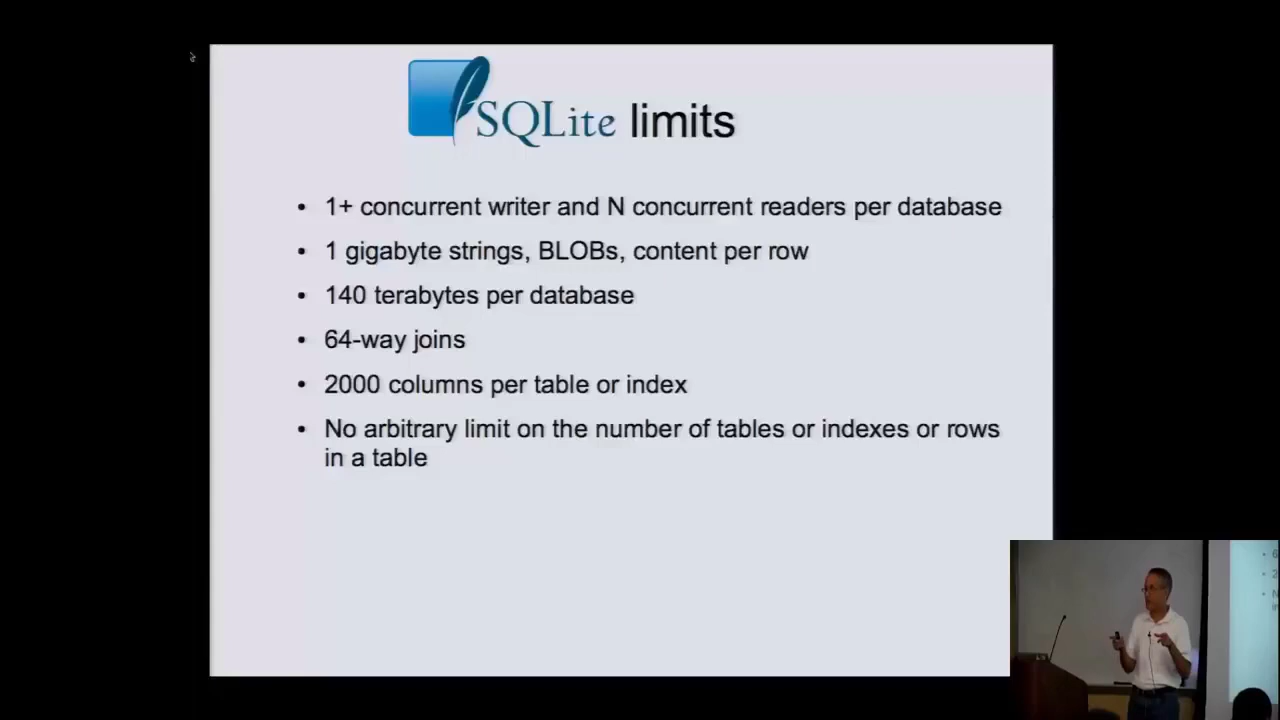 SQLite limits
• 1+ concurrent writer and N concurrent readers per database
• 1 gigabyte strings, BLOBs, content per row
• 140 terabytes per database
• 64-way joins
• 2000 columns per table or index
• No arbitrary limit on the number of tables or indexes or rows
in a table